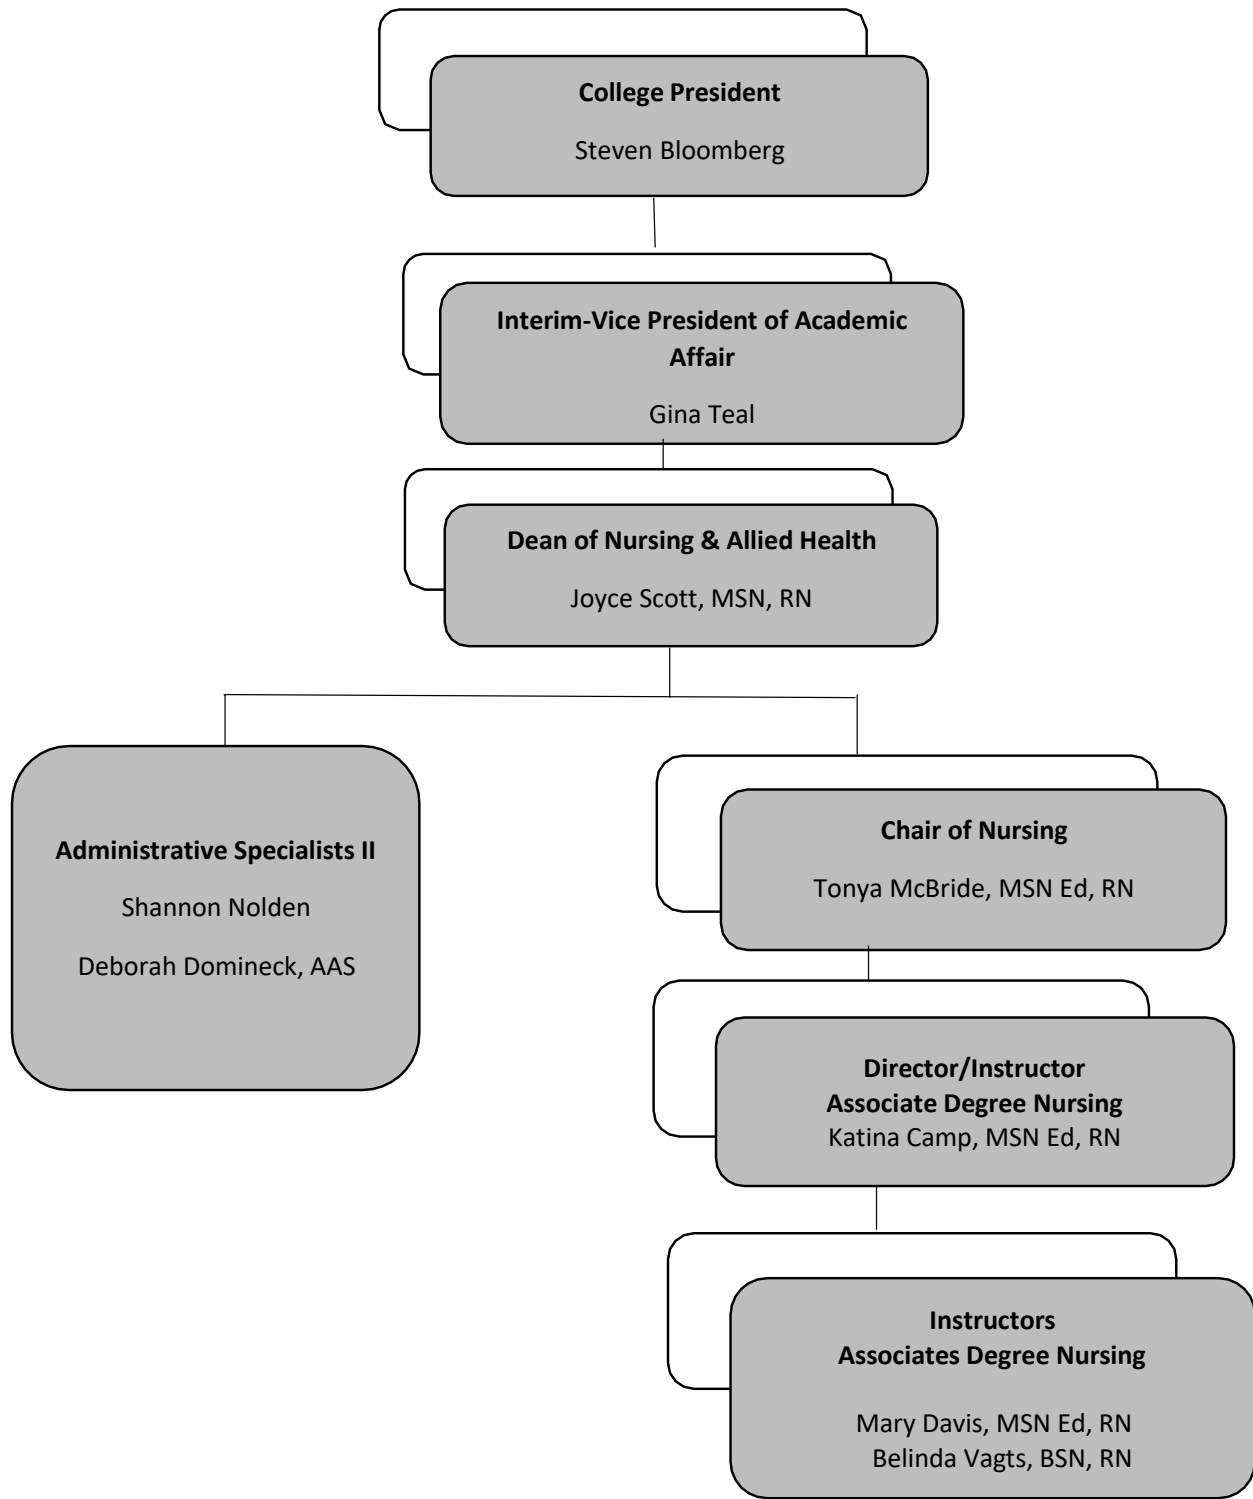 College President
Steven Bloomberg
Interim-Vice President of Academic
Affair
Gina Teal
Dean of Nursing & Allied Health
Joyce Scott, MSN, RN
Administrative Specialists II
Shannon Nolden
Deborah Domineck, AAS
Chair of Nursing
Tonya McBride, MSN Ed, RN
Director/Instructor
Associate Degree Nursing
Katina Camp, MSN Ed, RN
Instructors
Associates Degree Nursing
Mary Davis, MSN Ed, RN
Belinda Vagts, BSN, RN